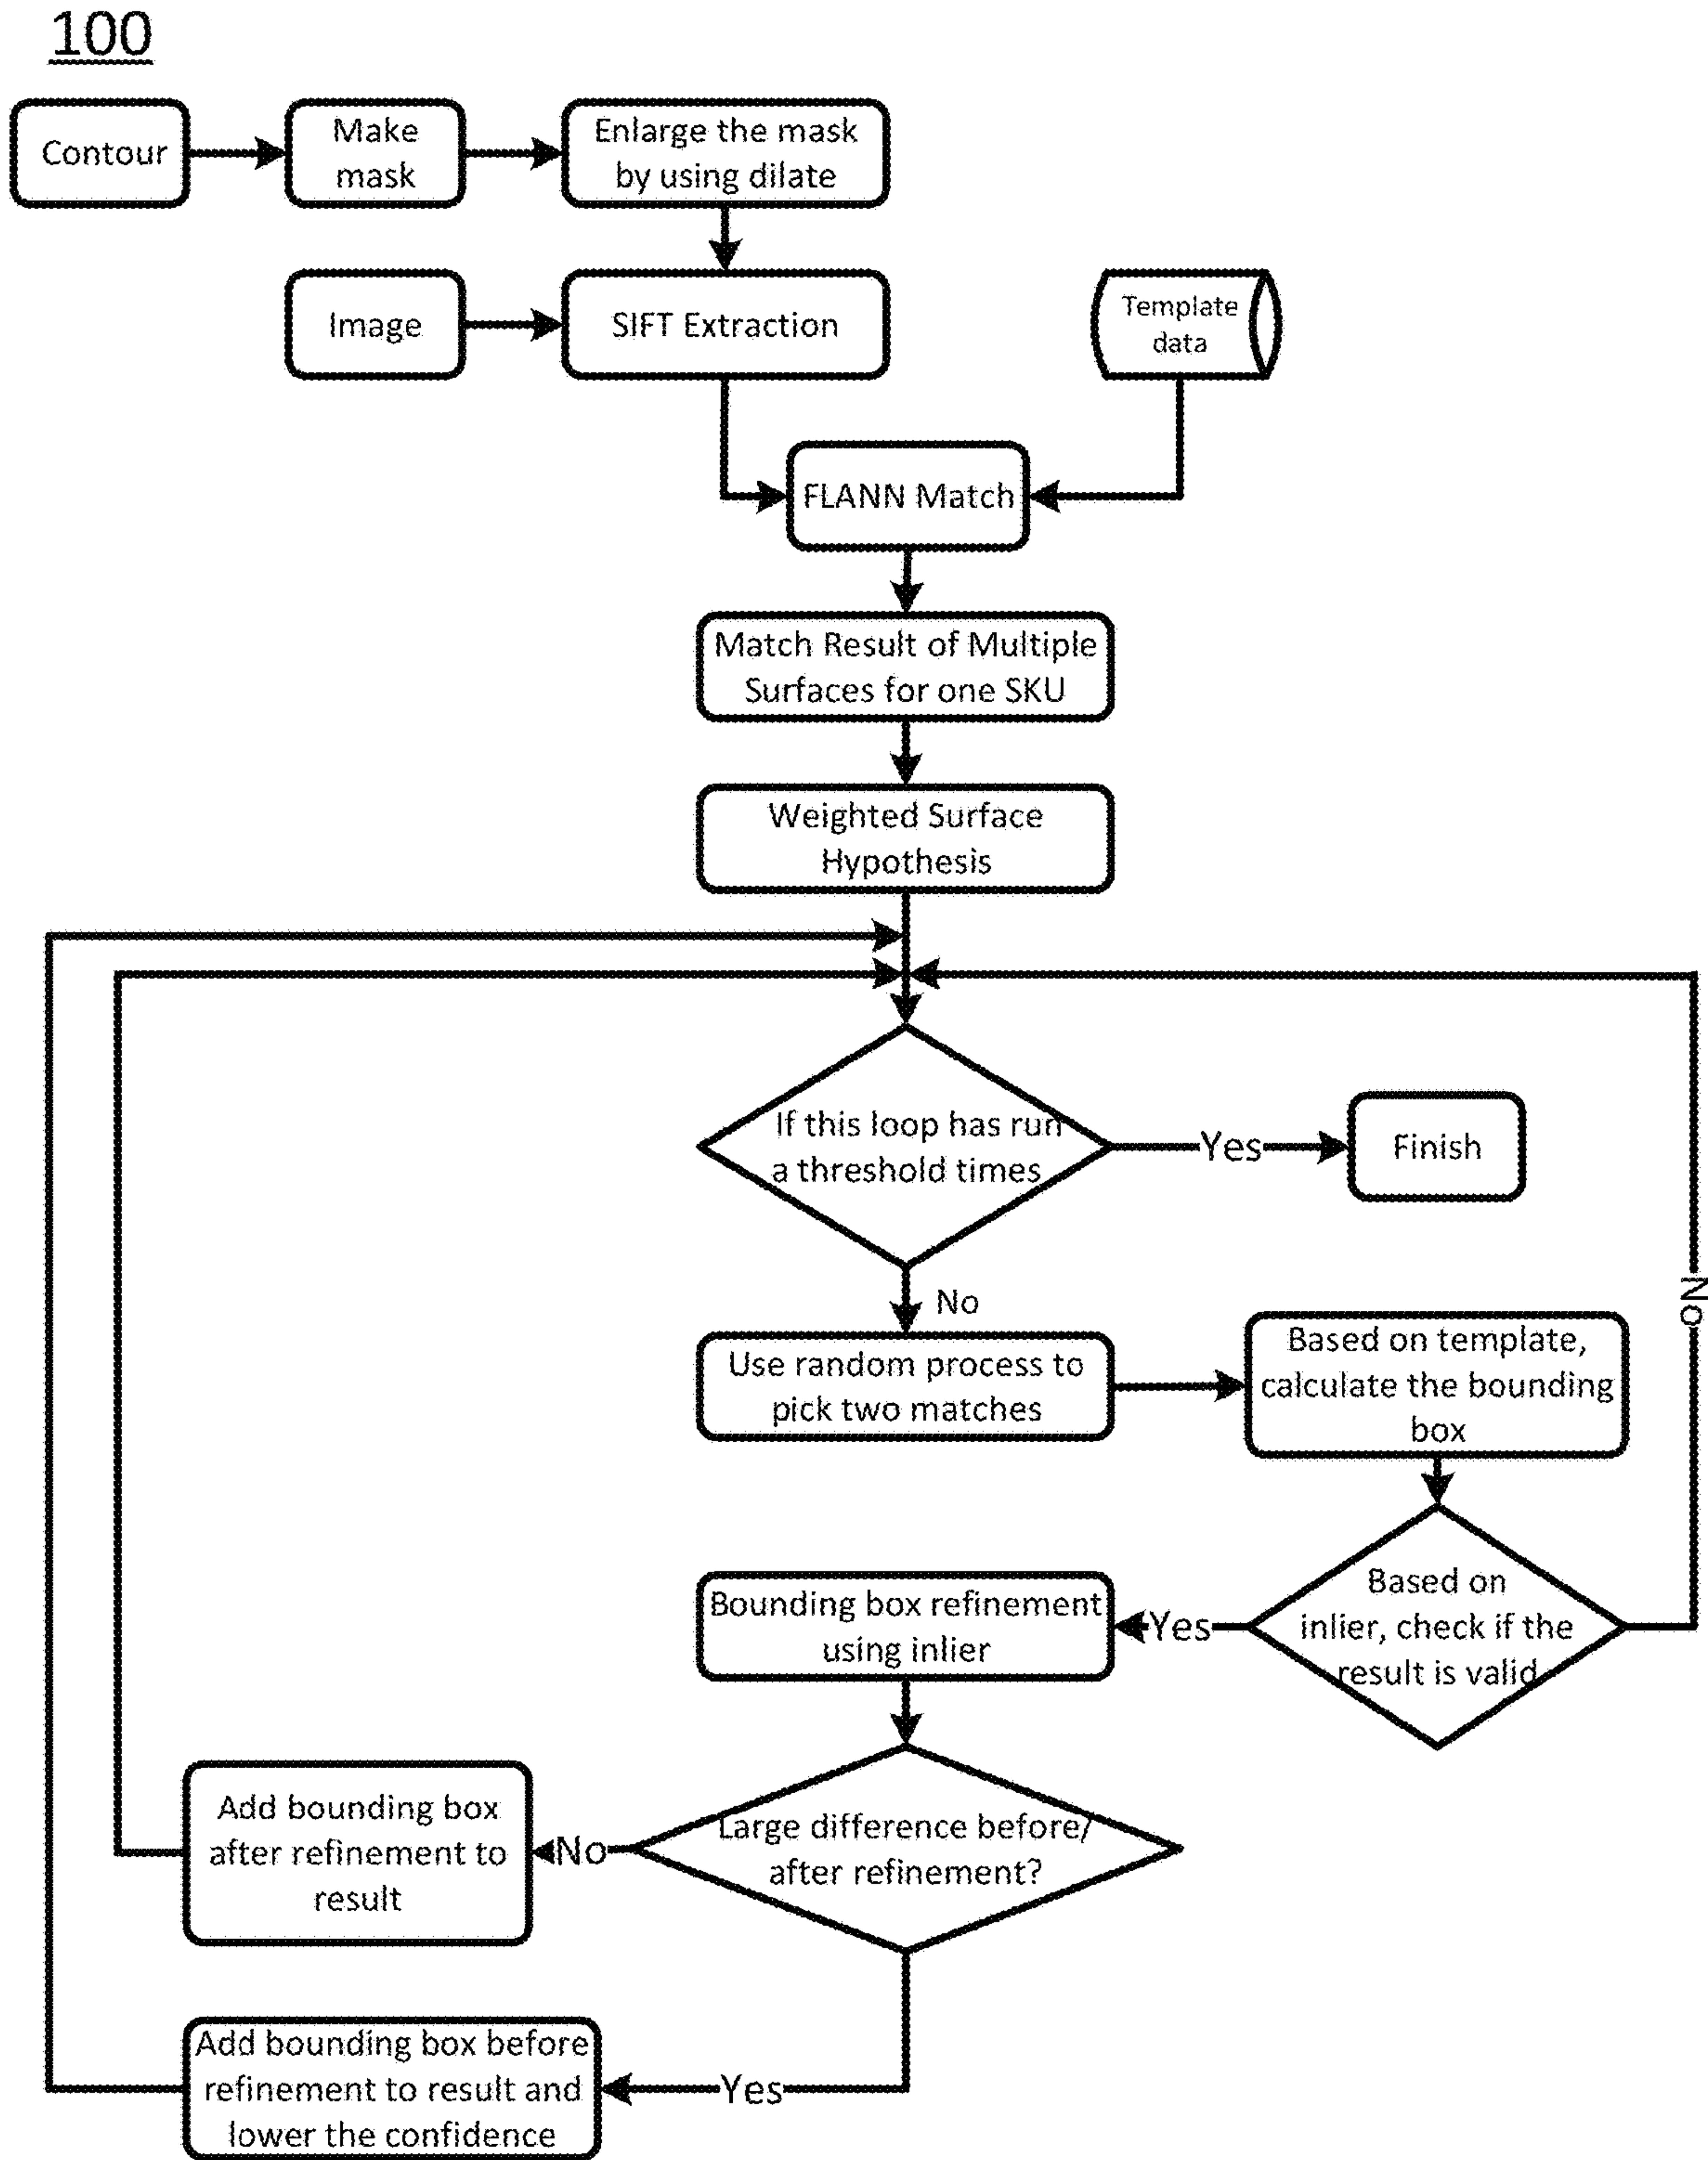 100
Contour
Make
mask
Enlarge the mask
by using dilate
Image
SIFT Extraction
Template
data
FLANN Match
Match Result of Multiple
Surfaces for one SKU
Weighted Surface
Hypothesis
If this loop has run
a threshold times
Yes
Finish
No
No
Use random process to
pick two matches
Based on template,
calculate the bounding
box
Based on
inlier, check if the
result is valid
Yes
Bounding box refinement
using inlier
Large difference before/
after refinement?
No
Add bounding box
after refinement to
result
Yes
Add bounding box before
refinement to result and
lower the confidence